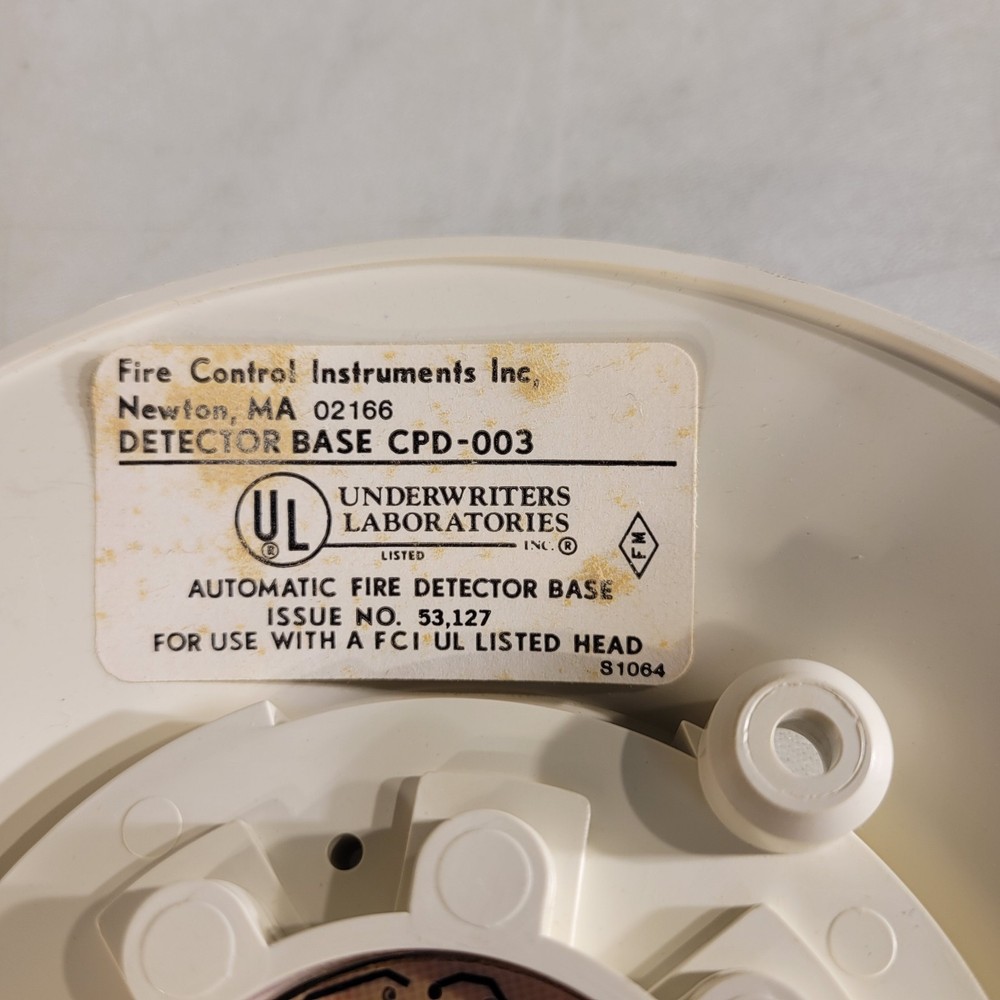 Fire Control Instruments Inc,
Newton, MA 02166
DETECTOR BASE CPD-003
UL ®
UNDERWRITERS
LABORATORIES
LISTED INC. ®
FM
AUTOMATIC FIRE DETECTOR BASE
ISSUE NO. 53,127
FOR USE WITH A FCI UL LISTED HEAD
S1064